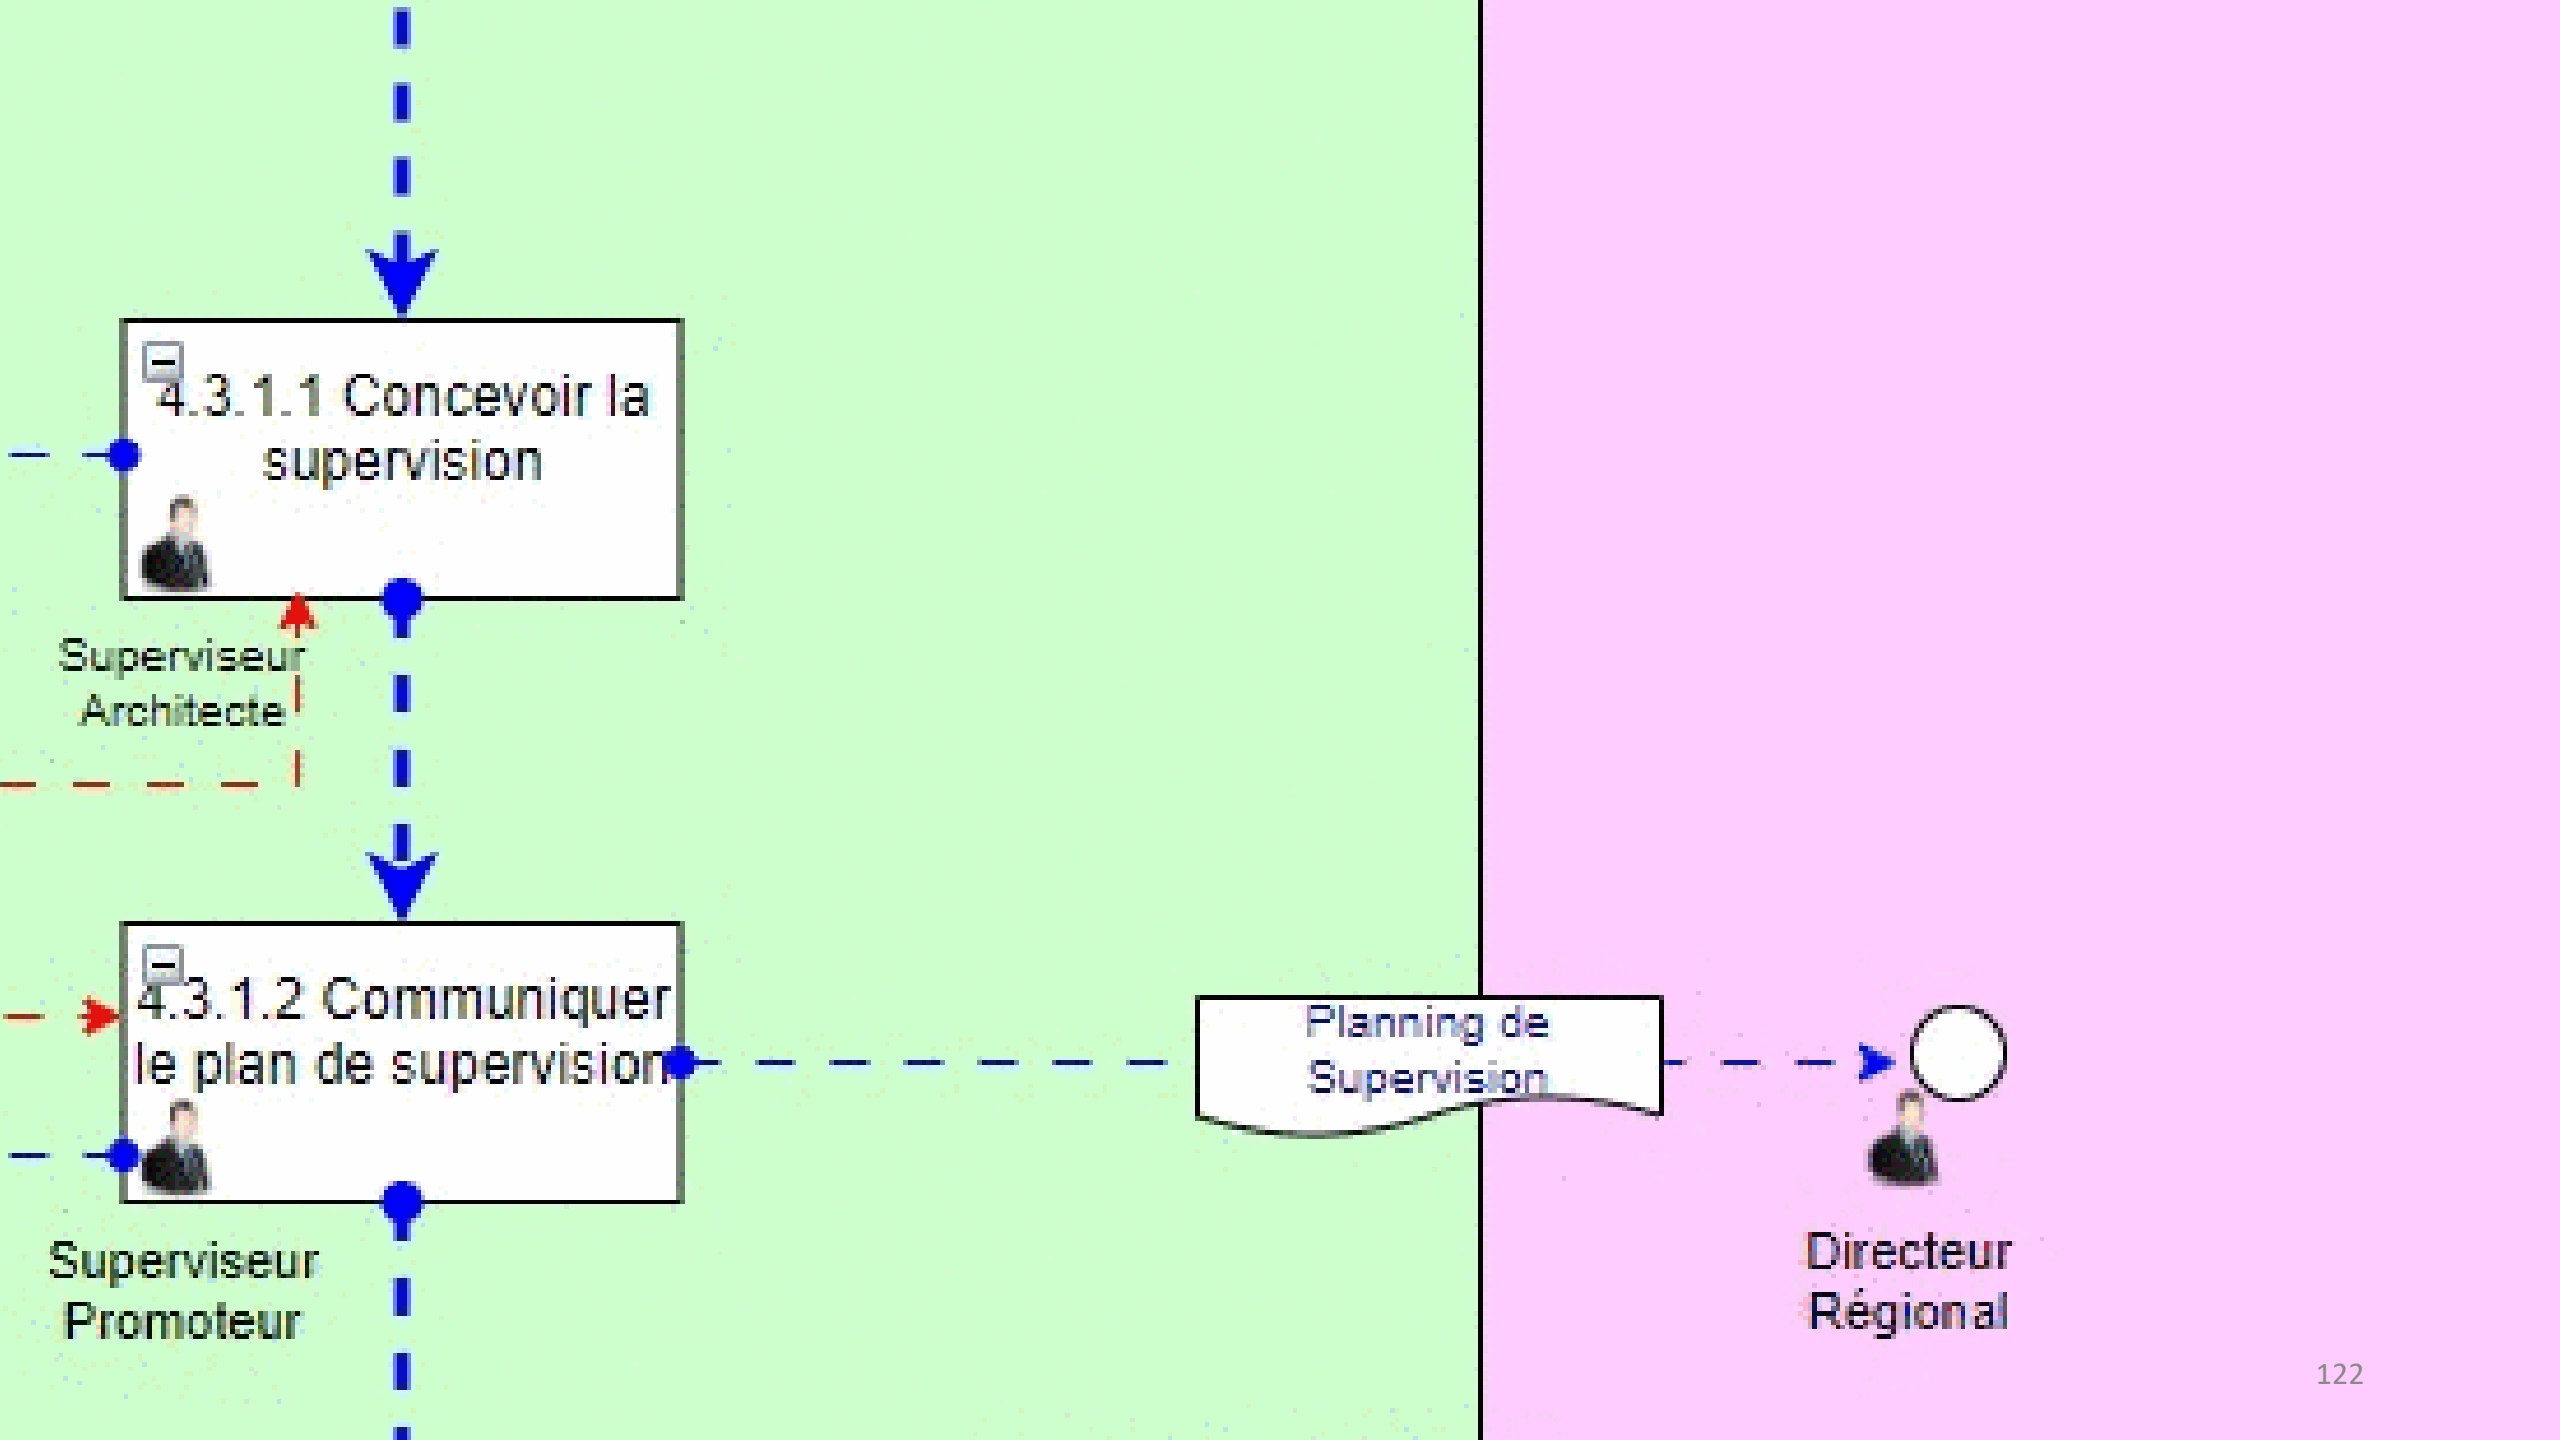 4.3.1.1 Concevoir la
supervision
Superviseur
Architecte
4.3.1.2 Communiquer
le plan de supervision
Superviseur
Promoteur
Planning de
Supervision
Directeur
Régional
122